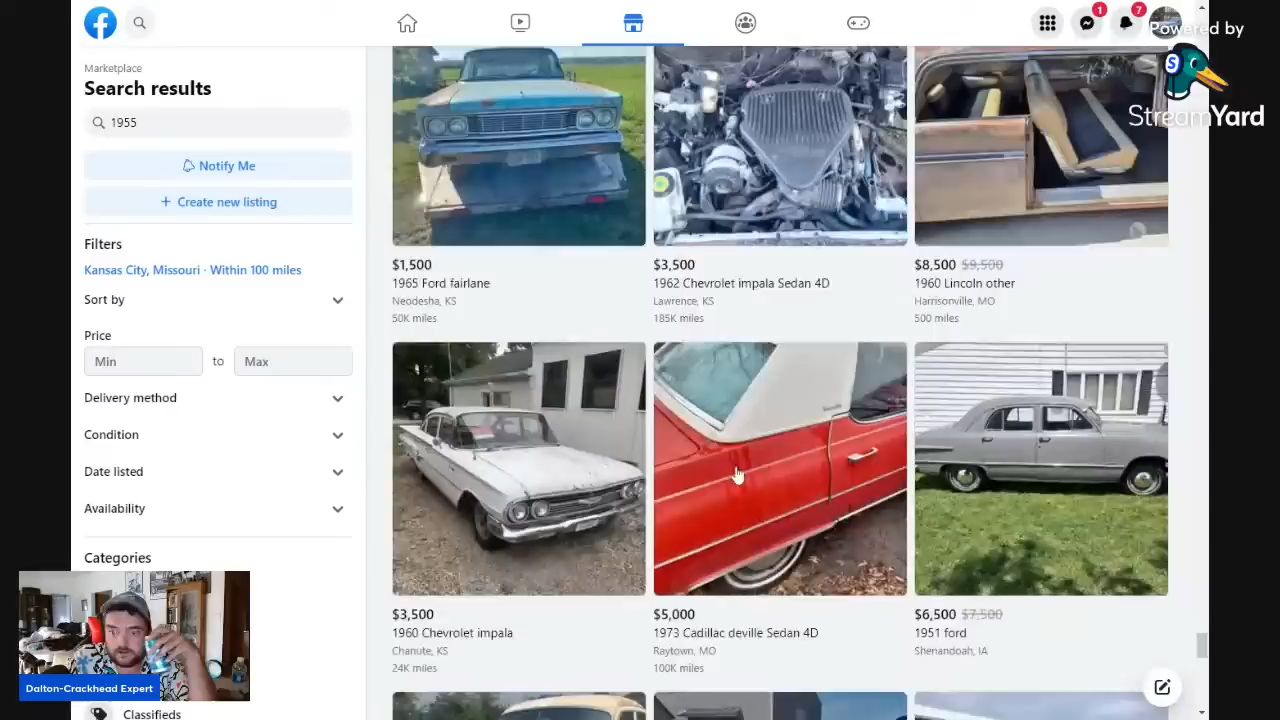 1
7
Powered by
S
StreamYard
Marketplace
Search results
1955
Notify Me
+ Create new listing
Filters
Kansas City, Missouri · Within 100 miles
Sort by
Price
Min
to
Max
Delivery method
Condition
Date listed
Availability
Categories
Classifieds
Dalton-Crackhead Expert
$1,500
1965 Ford fairlane
Neodesha, KS
50K miles
$3,500
1962 Chevrolet impala Sedan 4D
Lawrence, KS
185K miles
$8,500 $9,500
1960 Lincoln other
Harrisonville, MO
500 miles
$3,500
1960 Chevrolet impala
Chanute, KS
24K miles
$5,000
1973 Cadillac deville Sedan 4D
Raytown, MO
100K miles
$6,500 $7,500
1951 ford
Shenandoah, IA